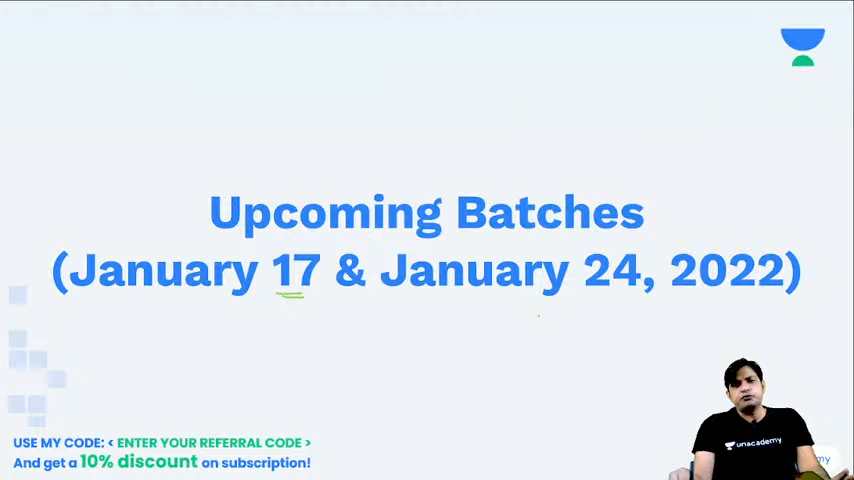 Upcoming Batches
(January 17 & January 24, 2022)
USE MY CODE: < ENTER YOUR REFERRAL CODE >
And get a 10% discount on subscription!
unacademy
my